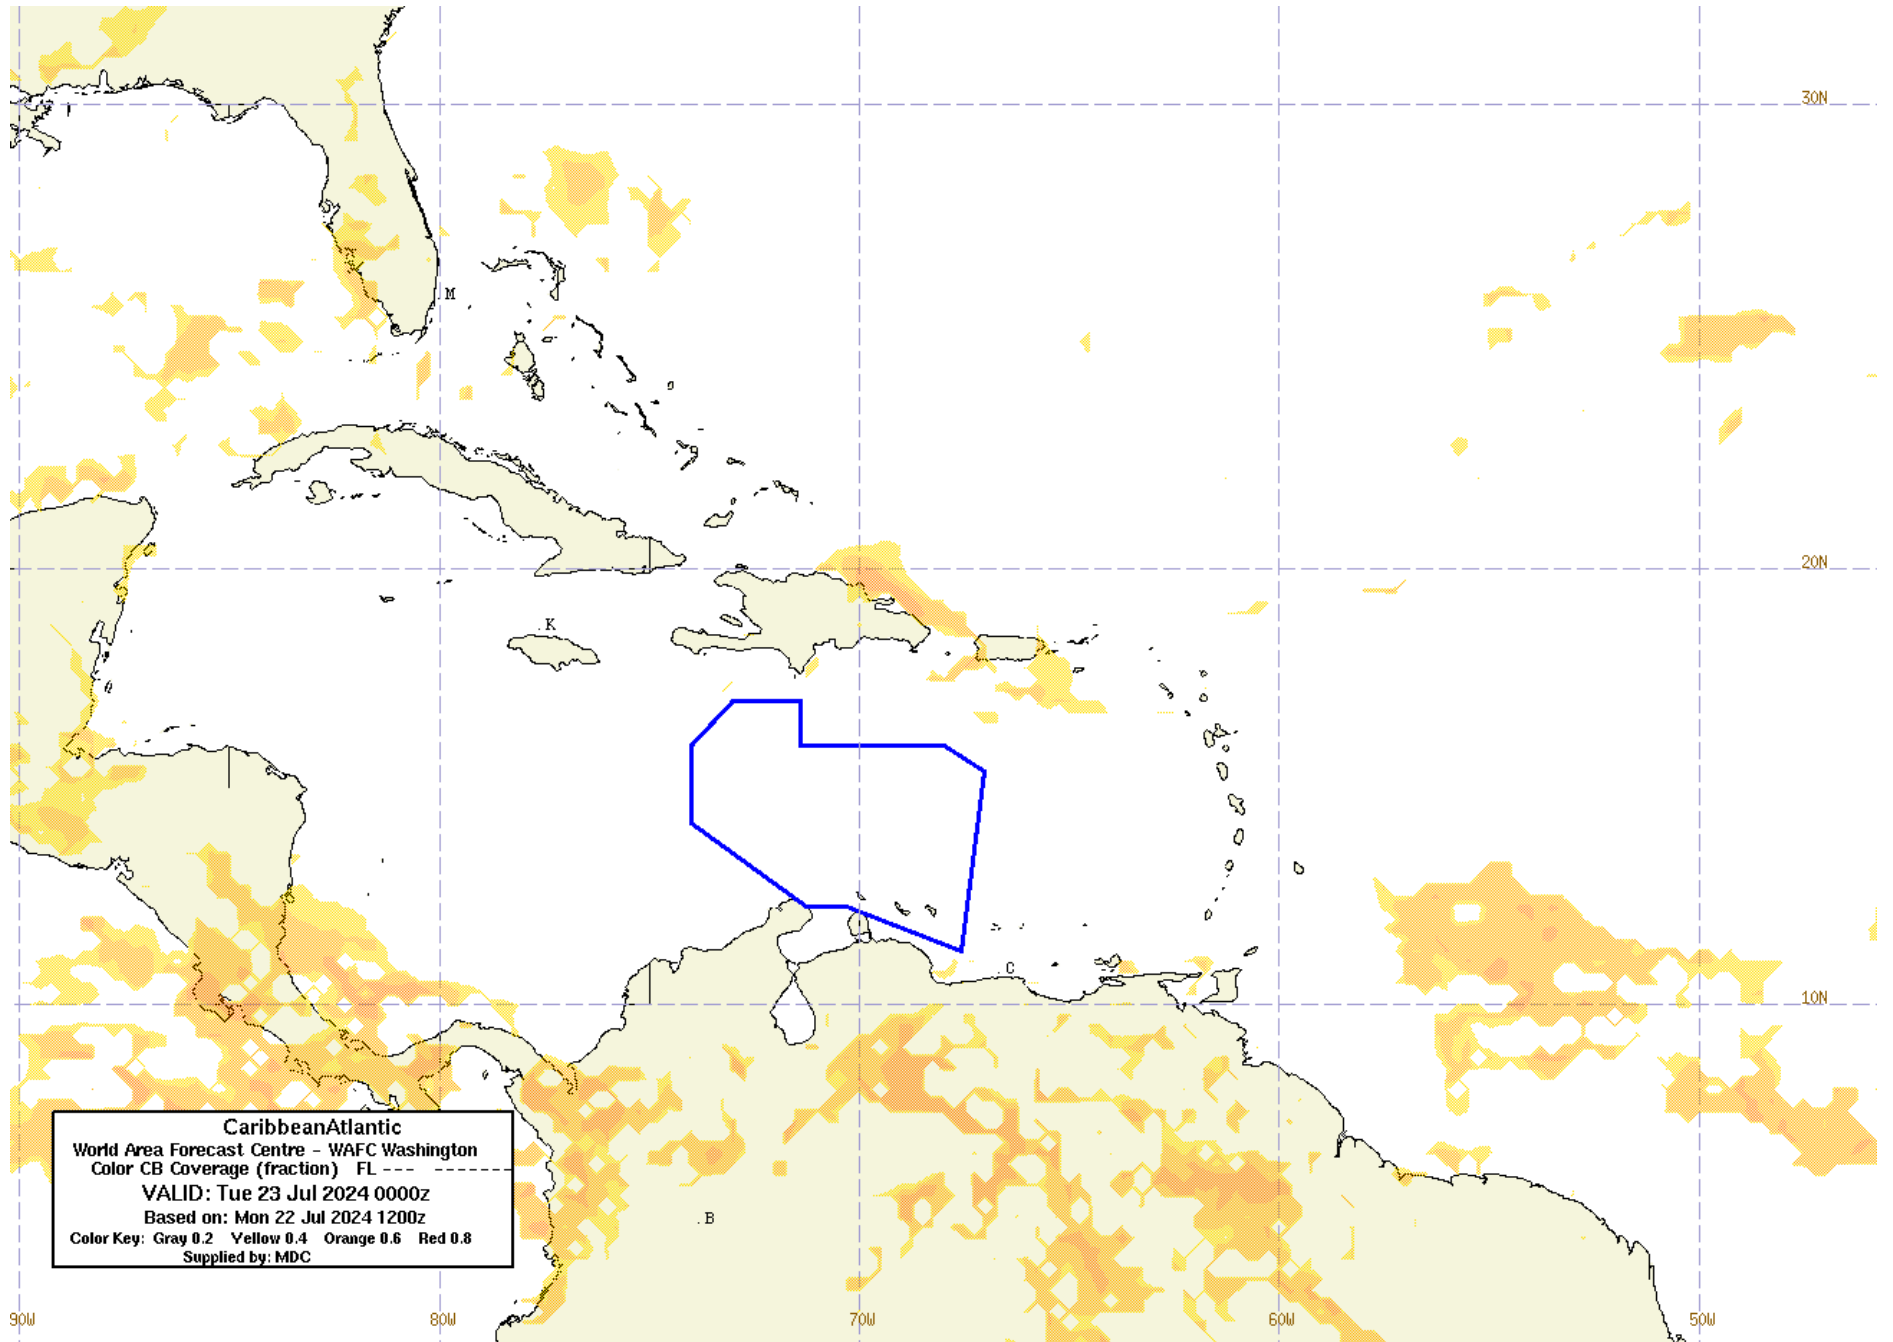 30N
.M
20N
.K
.C
10N
CaribbeanAtlantic
World Area Forecast Centre - WAFC Washington
Color CB Coverage (fraction) FL --- ---------
VALID: Tue 23 Jul 2024 0000z
Based on: Mon 22 Jul 2024 1200z
Color Key: Gray 0.2 Yellow 0.4 Orange 0.6 Red 0.8
Supplied by: MDC
.B
90W 80W 70W 60W 50W